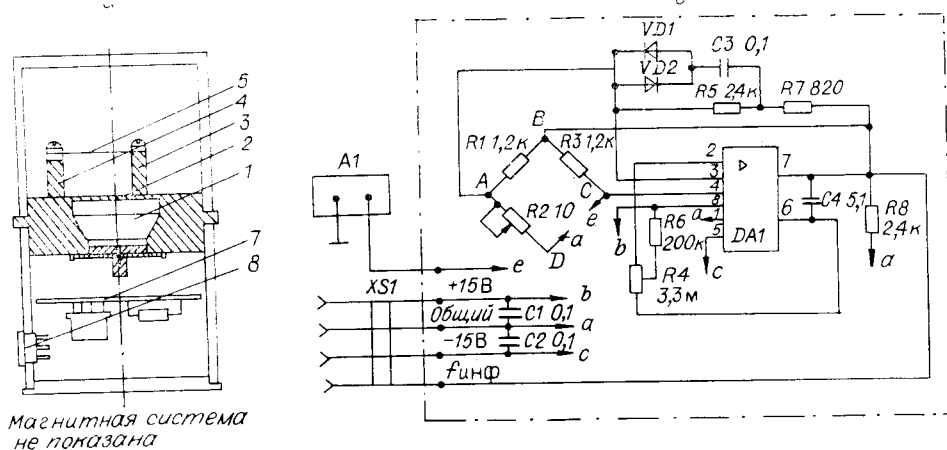 5
4
3
2
1
7
8
Магнитная система
не показана
VD1
VD2
C3 0,1
R5 2,4к
R7 820
B
R1 1,2к
R3 1,2к
A1
A
C
e
R2 10
a
D
b
2
3
4
8
1
5
7
6
DA1
a
c
R6
200к
R4
3,3м
C4 5,1
R8
2,4к
a
e
XS1
+15В
b
Общий
C1 0,1
a
-15В
C2 0,1
c
fинф